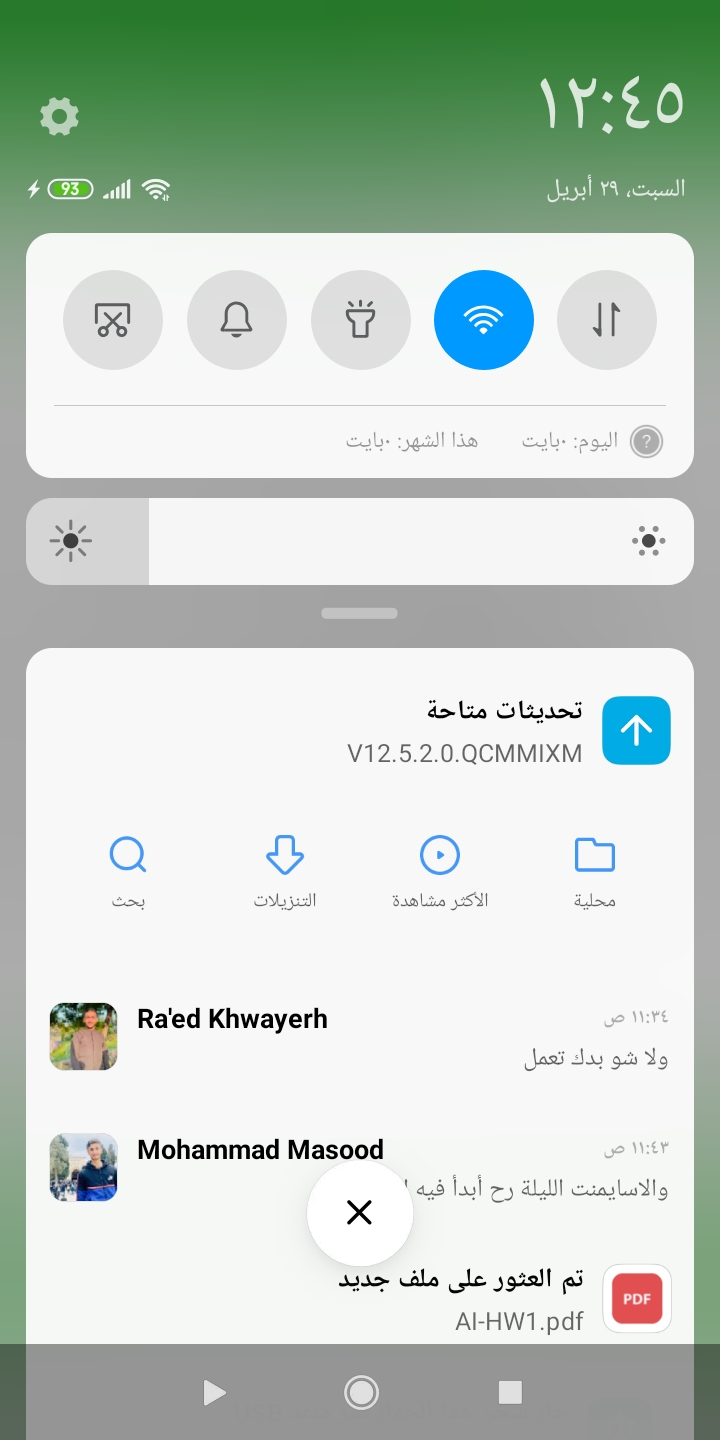 ١٢:٤٥
السبت، ٢٩ أبريل
93
اليوم: ٠بايت
هذا الشهر: ٠بايت
تحديثات متاحة
V12.5.2.0.QCMMIXM
محلية
الأكثر مشاهدة
التنزيلات
بحث
Ra'ed Khwayerh
١١:٣٤ ص
ولا شو بدك تعمل
Mohammad Masood
١١:٤٣ ص
والاسايمنت الليلة رح أبدأ فيه
تم العثور على ملف جديد
PDF
AI-HW1.pdf